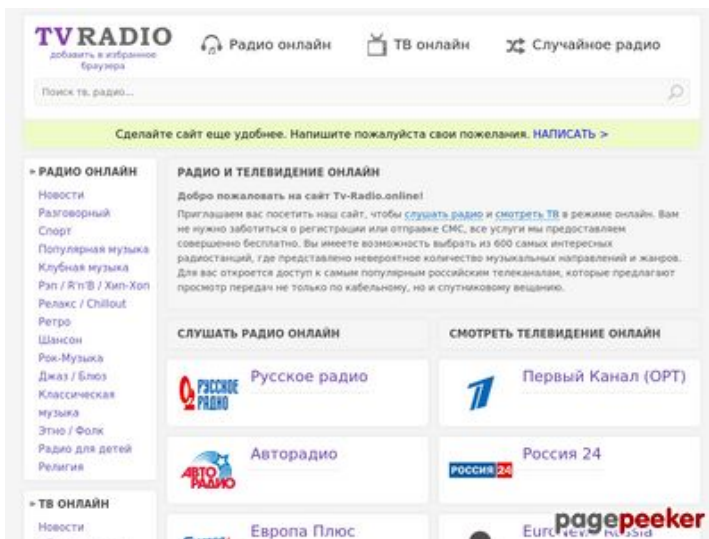 TV RADIO
добавить в избранное
браузера
Радио онлайн
ТВ онлайн
Случайное радио
Поиск тв, радио...
Сделайте сайт еще удобнее. Напишите пожалуйста свои пожелания. НАПИСАТЬ >
» РАДИО ОНЛАЙН
Новости
Разговорный
Спорт
Популярная музыка
Клубная музыка
Рэп / R'n'B / Хип-Хоп
Релакс / Chillout
Ретро
Шансон
Рок-Музыка
Джаз / Блюз
Классическая
музыка
Этно / Фолк
Радио для детей
Религия
» ТВ ОНЛАЙН
Новости
РАДИО И ТЕЛЕВИДЕНИЕ ОНЛАЙН
Добро пожаловать на сайт Tv-Radio.online!
Приглашаем вас посетить наш сайт, чтобы слушать радио и смотреть ТВ в режиме онлайн. Вам
не нужно заботиться о регистрации или отправке СМС, все услуги мы предоставляем
совершенно бесплатно. Вы имеете возможность выбрать из 600 самых интересных
радиостанций, где представлено невероятное количество музыкальных направлений и жанров.
Для вас откроется доступ к самым популярным российским телеканалам, которые предлагают
просмотр передач не только по кабельному, но и спутниковому вещанию.
СЛУШАТЬ РАДИО ОНЛАЙН
РУССКОЕ
РАДИО
Русское радио
АВТО
РАДИО
Авторадио
Европа Плюс
СМОТРЕТЬ ТЕЛЕВИДЕНИЕ ОНЛАЙН
1
Первый Канал (ОРТ)
РОССИЯ 24
Россия 24
pagepeeker